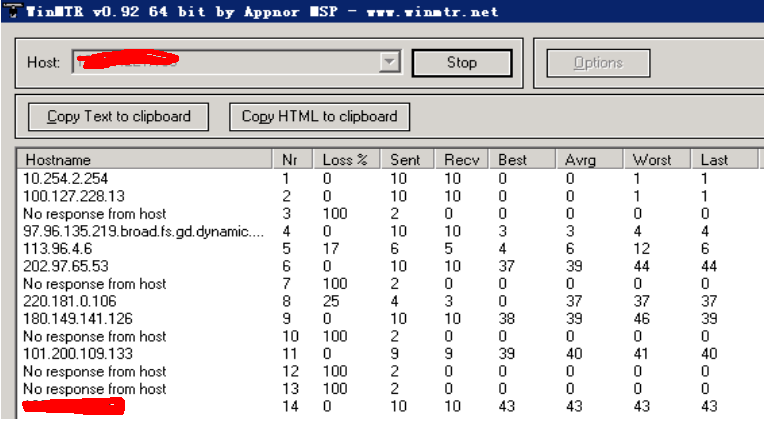 WinMTR v0.92 64 bit by Appnor MSP - www.winmtr.net
Host: Stop Options
Copy Text to clipboard Copy HTML to clipboard
Hostname Nr Loss % Sent Recv Best Avrg Worst Last
10.254.2.254 1 0 10 10 0 0 1 1
100.127.228.13 2 0 10 10 0 0 1 1
No response from host 3 100 2 0 0 0 0 0
97.96.135.219.broad.fs.gd.dynamic.... 4 0 10 10 3 3 4 4
113.96.4.6 5 17 6 5 4 6 12 6
202.97.65.53 6 0 10 10 37 39 44 44
No response from host 7 100 2 0 0 0 0 0
220.181.0.106 8 25 4 3 0 37 37 37
180.149.141.126 9 0 10 10 38 39 46 39
No response from host 10 100 2 0 0 0 0 0
101.200.109.133 11 0 9 9 39 40 41 40
No response from host 12 100 2 0 0 0 0 0
No response from host 13 100 2 0 0 0 0 0
14 0 10 10 43 43 43 43